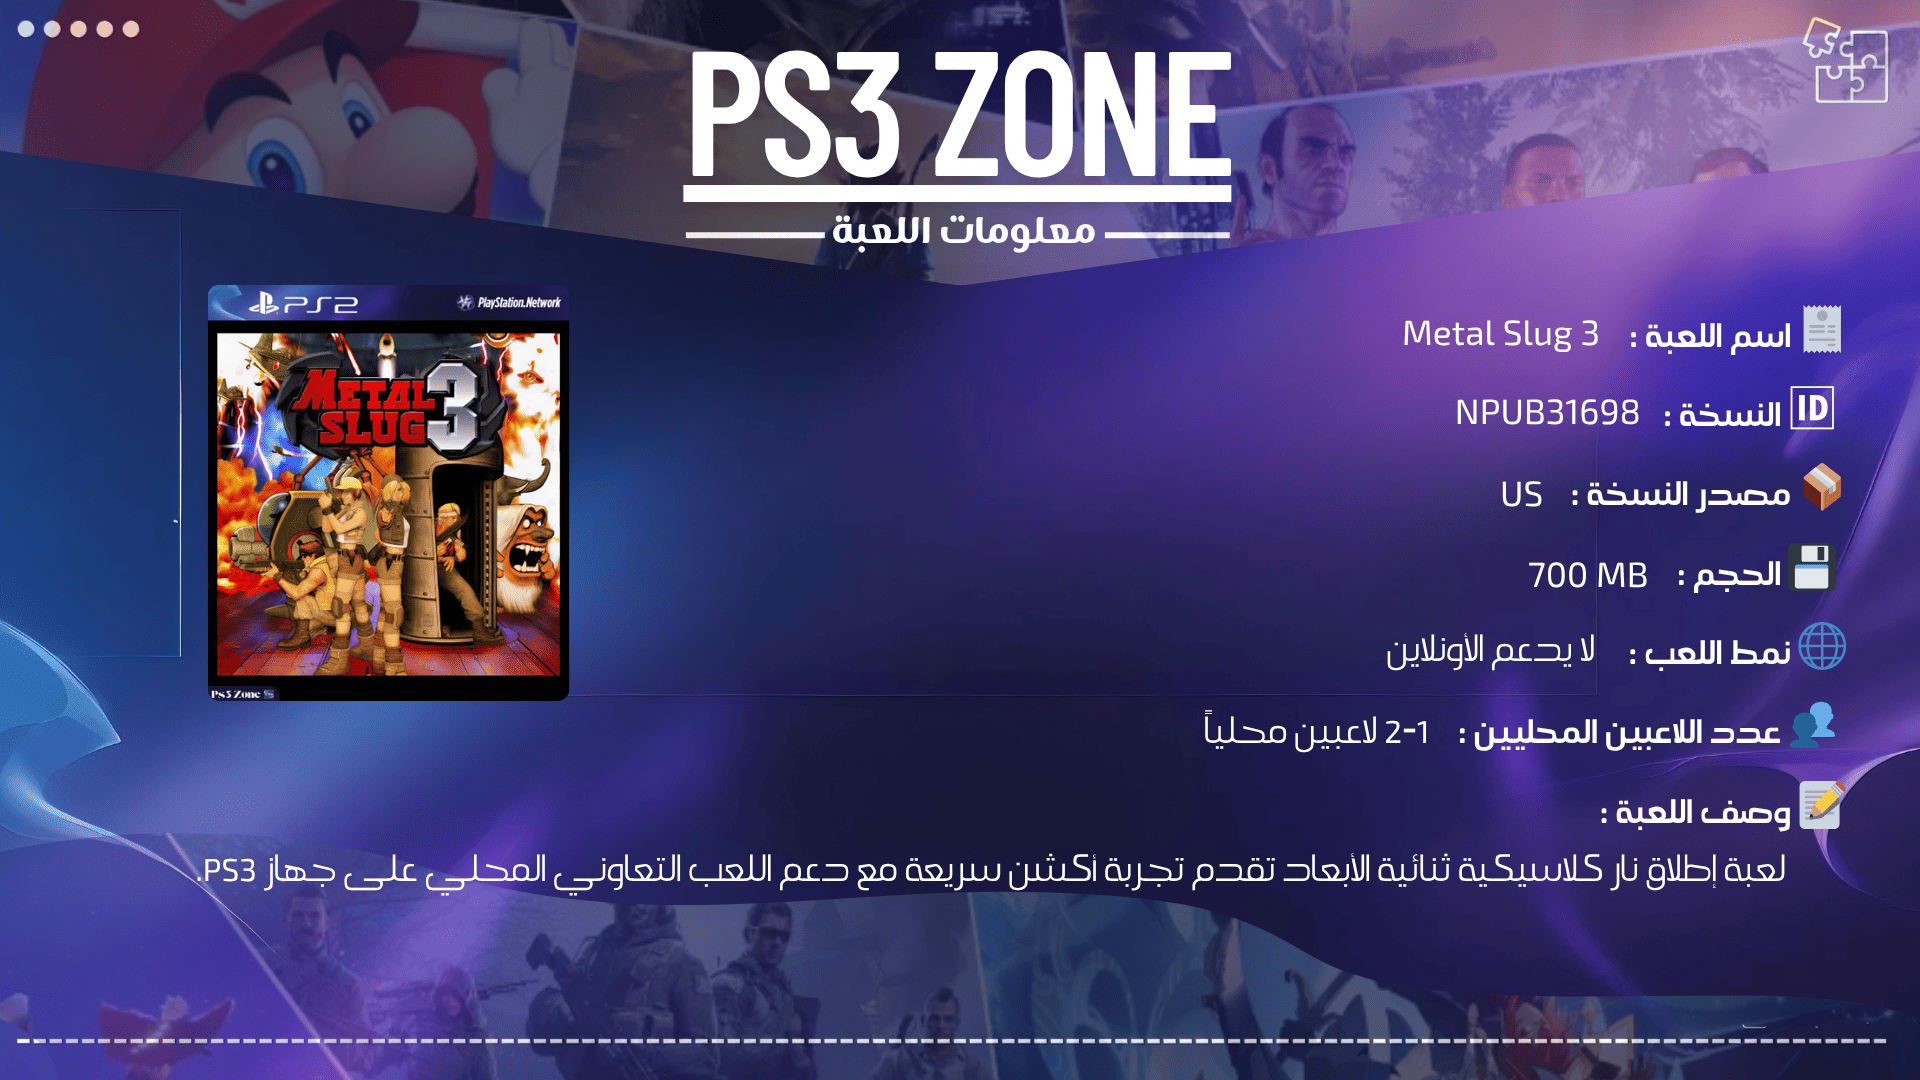 PS3 ZONE
معلومات اللعبة
PS2 PlayStation.Network
METAL SLUG 3
Ps3 Zone
اسم اللعبة : Metal Slug 3
ID النسخة : NPUB31698
مصدر النسخة : US
الحجم : 700 MB
نمط اللعب : لا يدعم الأونلاين
عدد اللاعبين المحليين : 1-2 لاعبين محلياً
وصف اللعبة :
لعبة إطلاق نار كلاسيكية ثنائية الأبعاد تقدم تجربة أكشن سريعة مع دعم اللعب التعاوني المحلي على جهاز PS3.